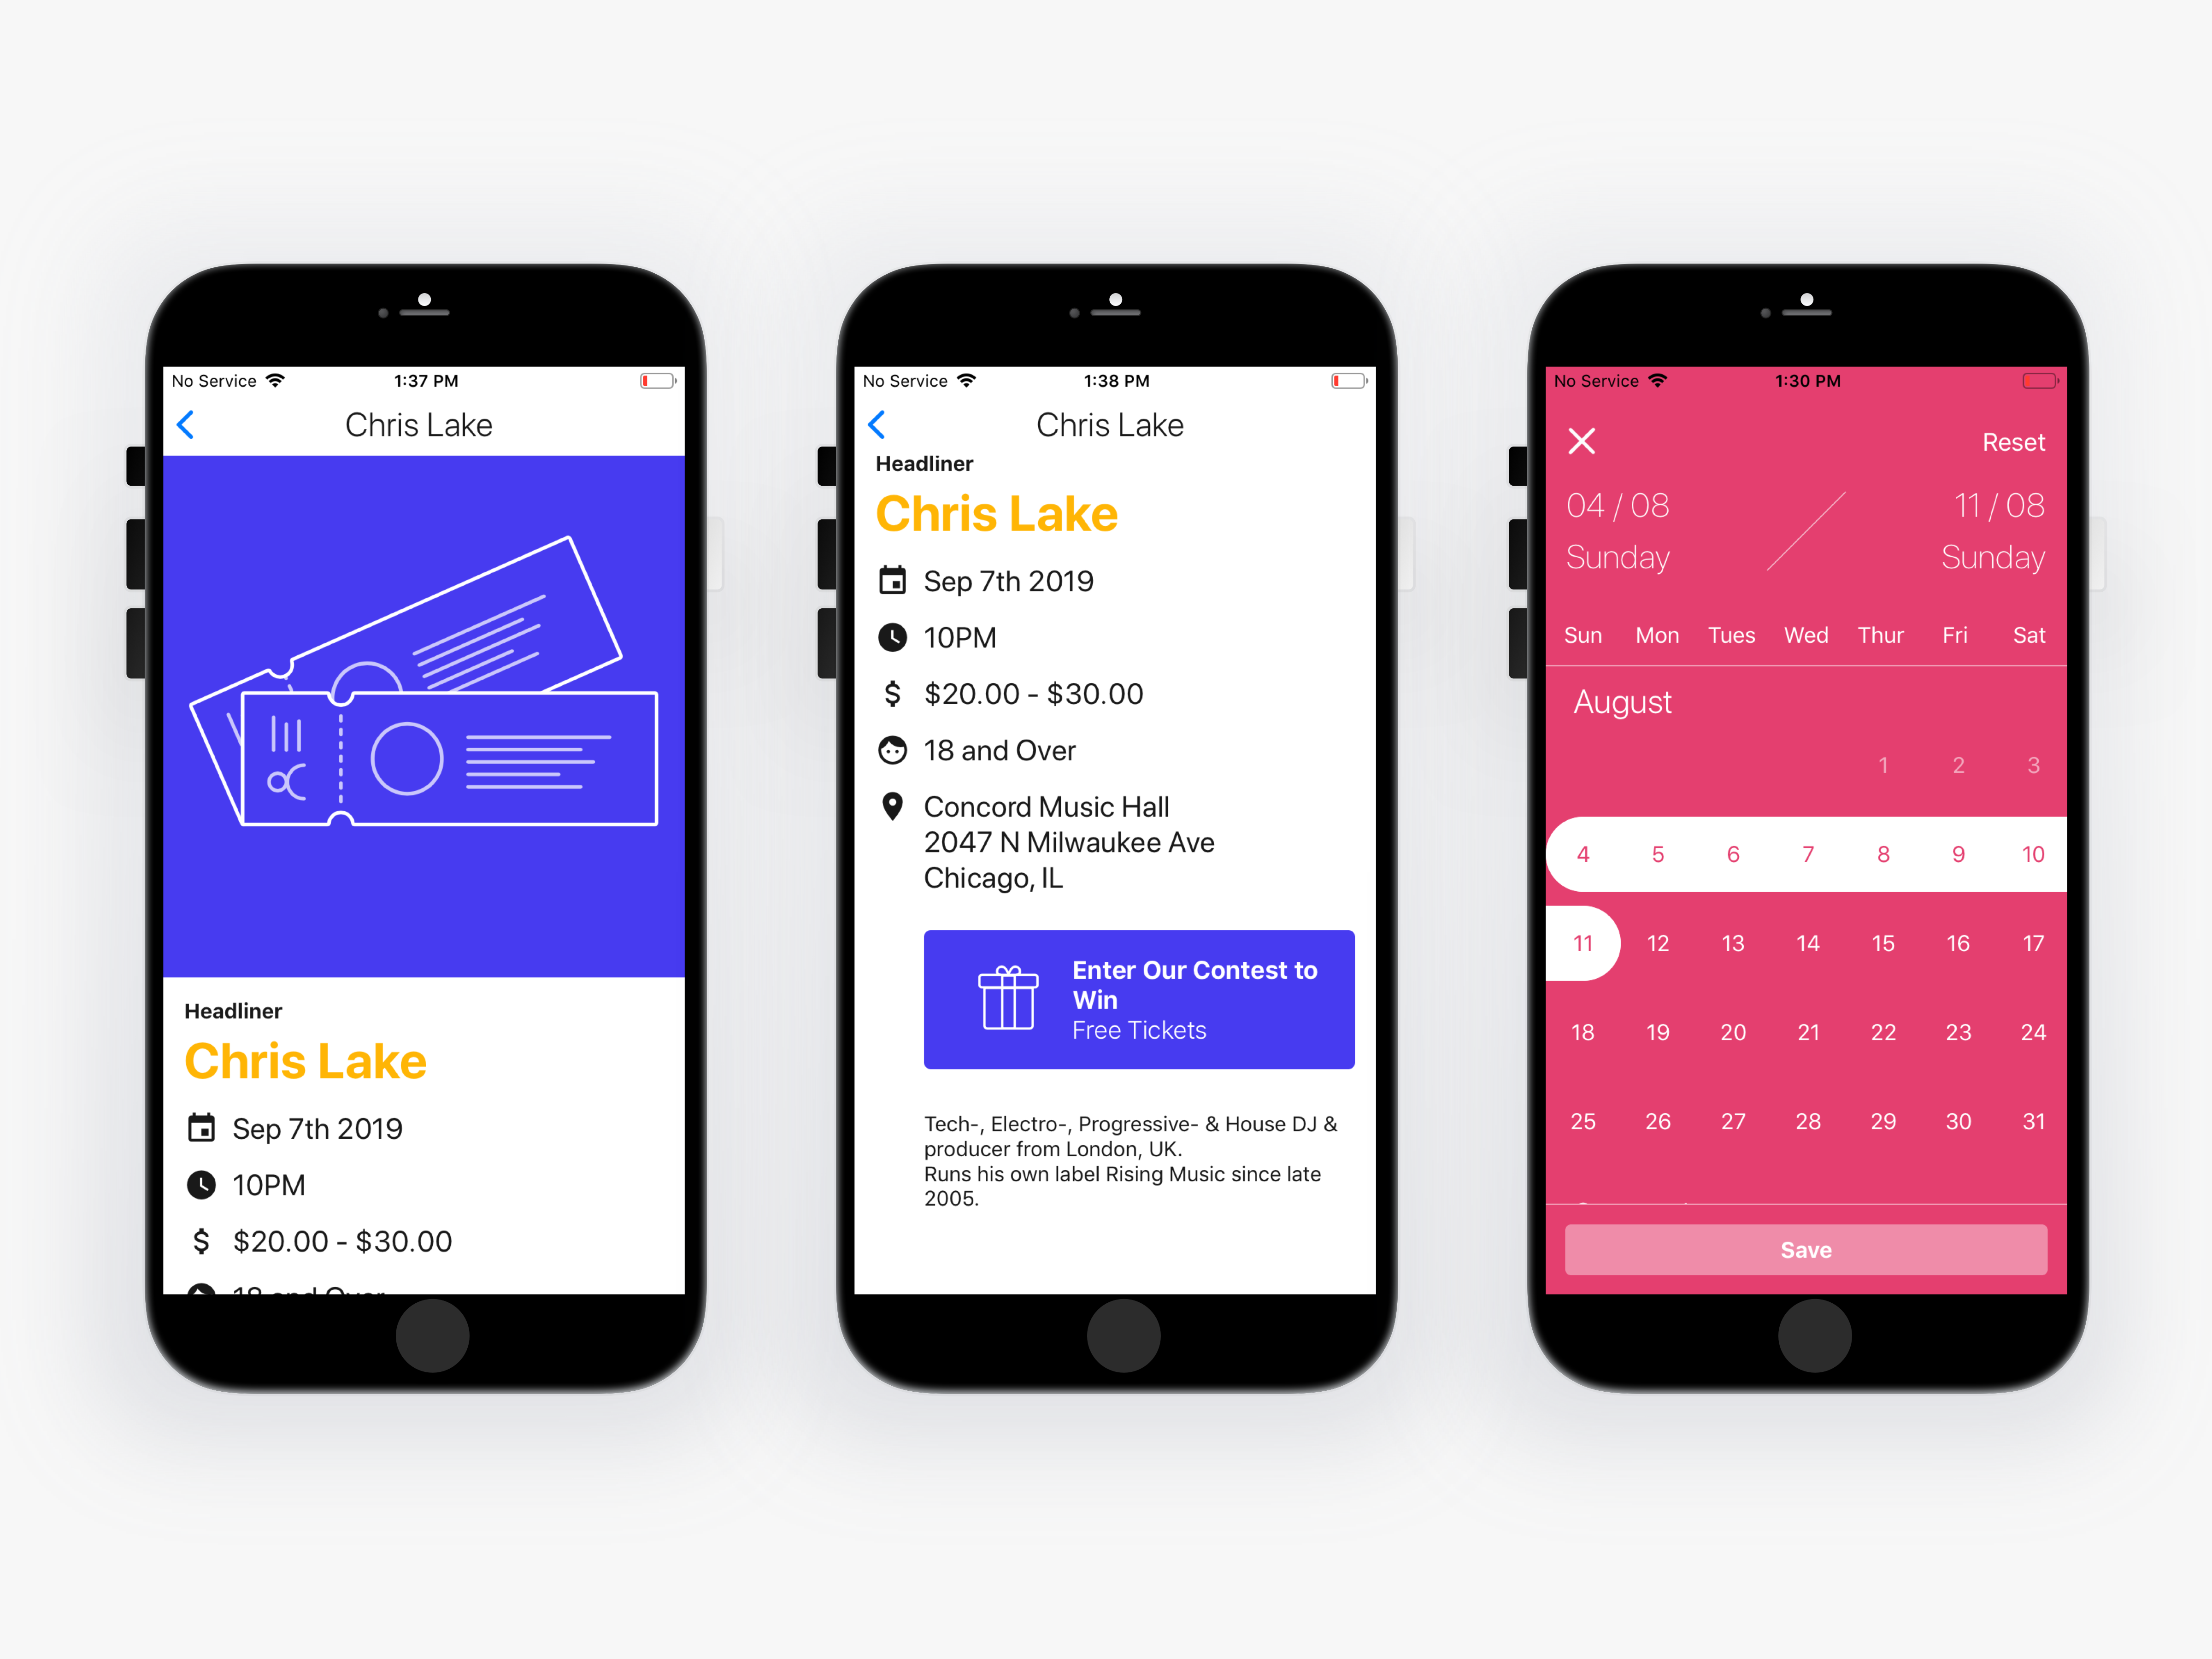 No Service
1:37 PM
Chris Lake
Headliner
Chris Lake
Sep 7th 2019
10PM
$20.00 - $30.00
18 and Over
No Service
1:38 PM
Chris Lake
Headliner
Chris Lake
Sep 7th 2019
10PM
$20.00 - $30.00
18 and Over
Concord Music Hall
2047 N Milwaukee Ave
Chicago, IL
Enter Our Contest to
Win
Free Tickets
Tech-, Electro-, Progressive- & House DJ &
producer from London, UK.
Runs his own label Rising Music since late
2005.
No Service
1:30 PM
Reset
04 / 08
11 / 08
Sunday
Sunday
Sun Mon Tues Wed Thur Fri Sat
August
1 2 3
4 5 6 7 8 9 10
11 12 13 14 15 16 17
18 19 20 21 22 23 24
25 26 27 28 29 30 31
Save